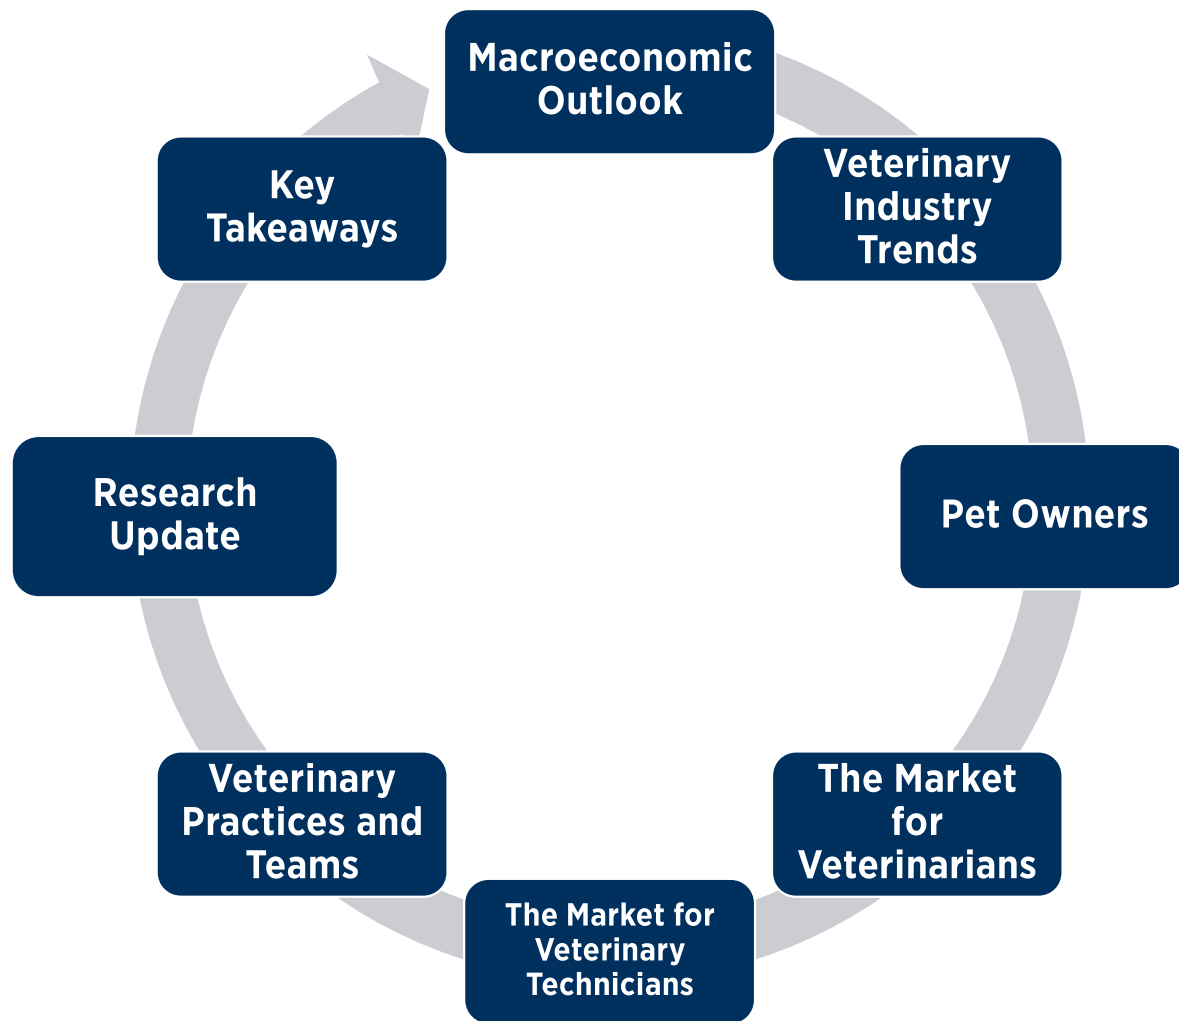 Macroeconomic
Outlook
Veterinary
Industry
Trends
Pet Owners
The Market
for
Veterinarians
The Market for
Veterinary
Technicians
Veterinary
Practices and
Teams
Research
Update
Key
Takeaways